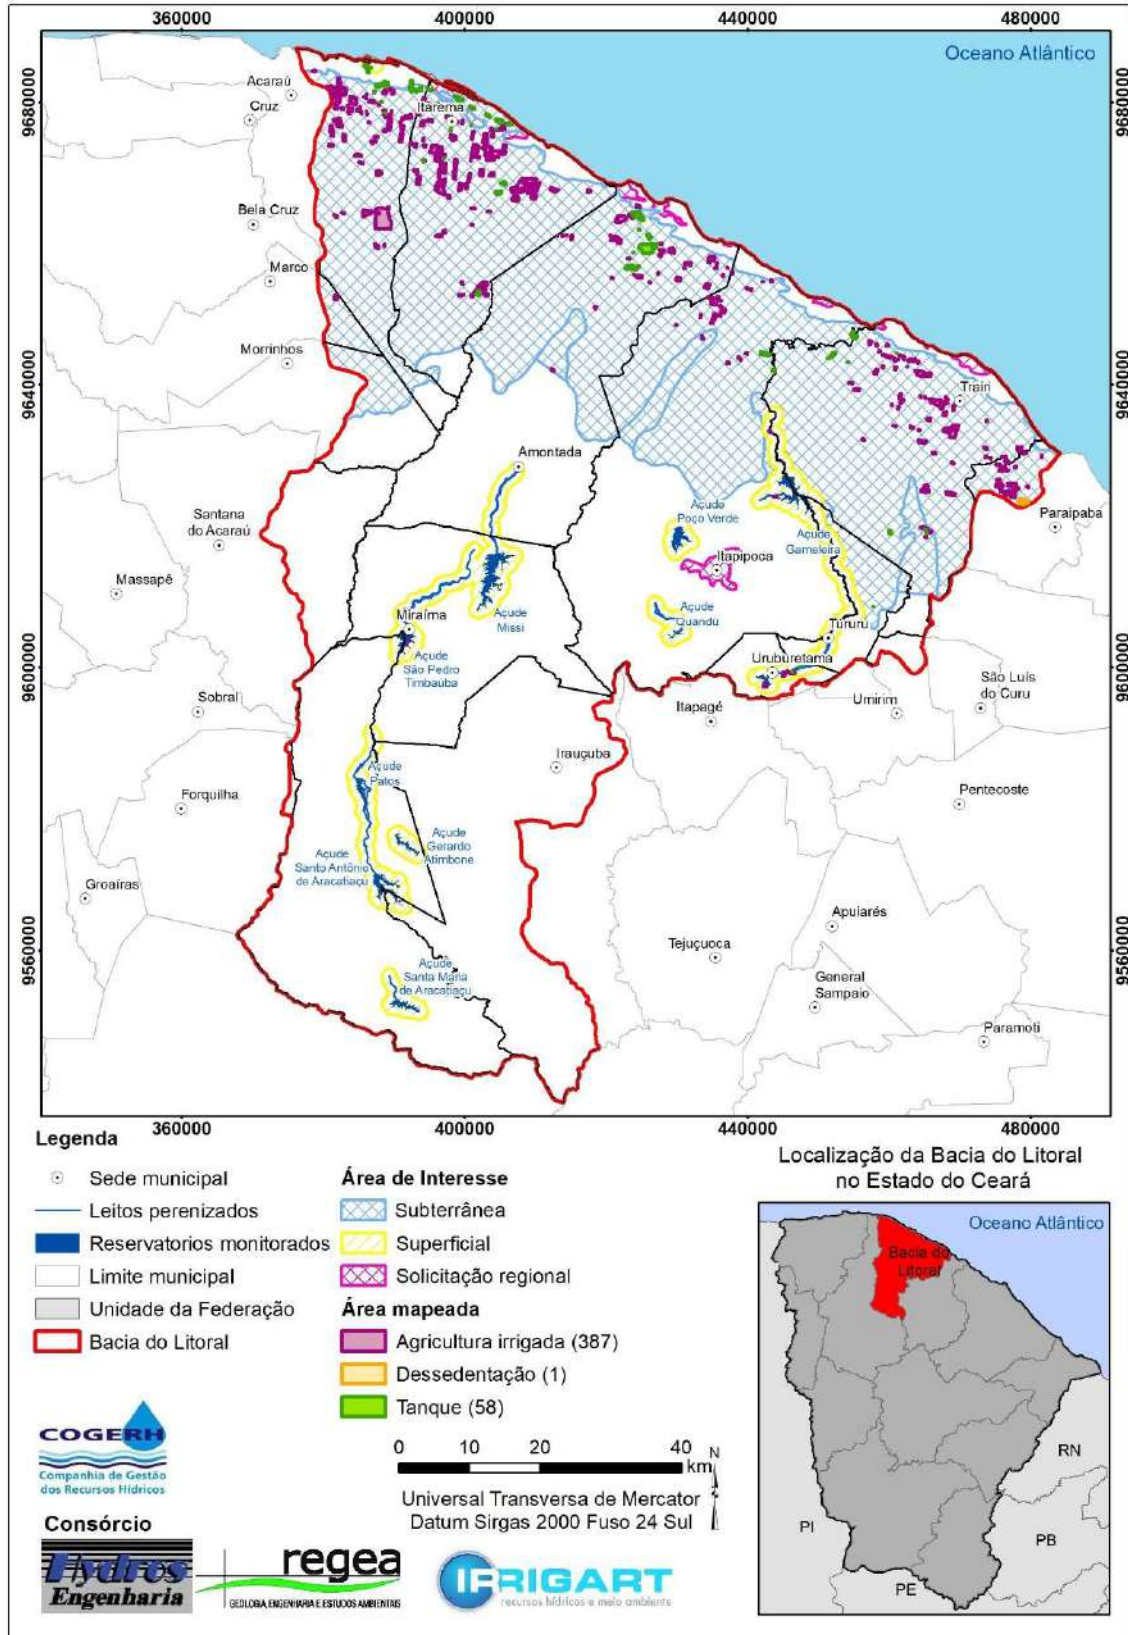 360000
400000
440000
480000
Oceano Atlântico
9680000
9680000
Acaraú
Cruz
Itarema
Bela Cruz
Marco
Morrinhos
9640000
9640000
Trairi
Amontada
Santana
do Acaraú
Açude
Poço Verde
Açude
Gameleira
Paraipaba
Itapipoca
Massapê
Açude
Missi
Açude
Quandu
Miraíma
Tururu
Açude
São Pedro
Timbaúba
Uruburetama
9600000
9600000
São Luís
do Curu
Sobral
Itapagé
Umirim
Irauçuba
Açude
Patos
Forquilha
Pentecoste
Açude
Gerardo
Atimbone
Açude
Santo Antônio
de Aracatiaçu
Groaíras
Apuiarés
9560000
9560000
Tejuçuoca
Açude
Santa Maria
de Aracatiaçu
General
Sampaio
Paramoti
360000
400000
440000
480000
Legenda
Sede municipal
Leitos perenizados
Reservatorios monitorados
Limite municipal
Unidade da Federação
Bacia do Litoral
Área de Interesse
Subterrânea
Superficial
Solicitação regional
Área mapeada
Agricultura irrigada (387)
Dessedentação (1)
Tanque (58)
0 10 20 40
km
N
Universal Transversa de Mercator
Datum Sirgas 2000 Fuso 24 Sul
Localização da Bacia do Litoral
no Estado do Ceará
Oceano Atlântico
Bacia do
Litoral
RN
PB
PI
PE
COGERH
Companhia de Gestão
dos Recursos Hídricos
Consórcio
Hydros
Engenharia
regea
GEOLOGIA, ENGENHARIA E ESTUDOS AMBIENTAIS
IRRIGART
recursos hídricos e meio ambiente